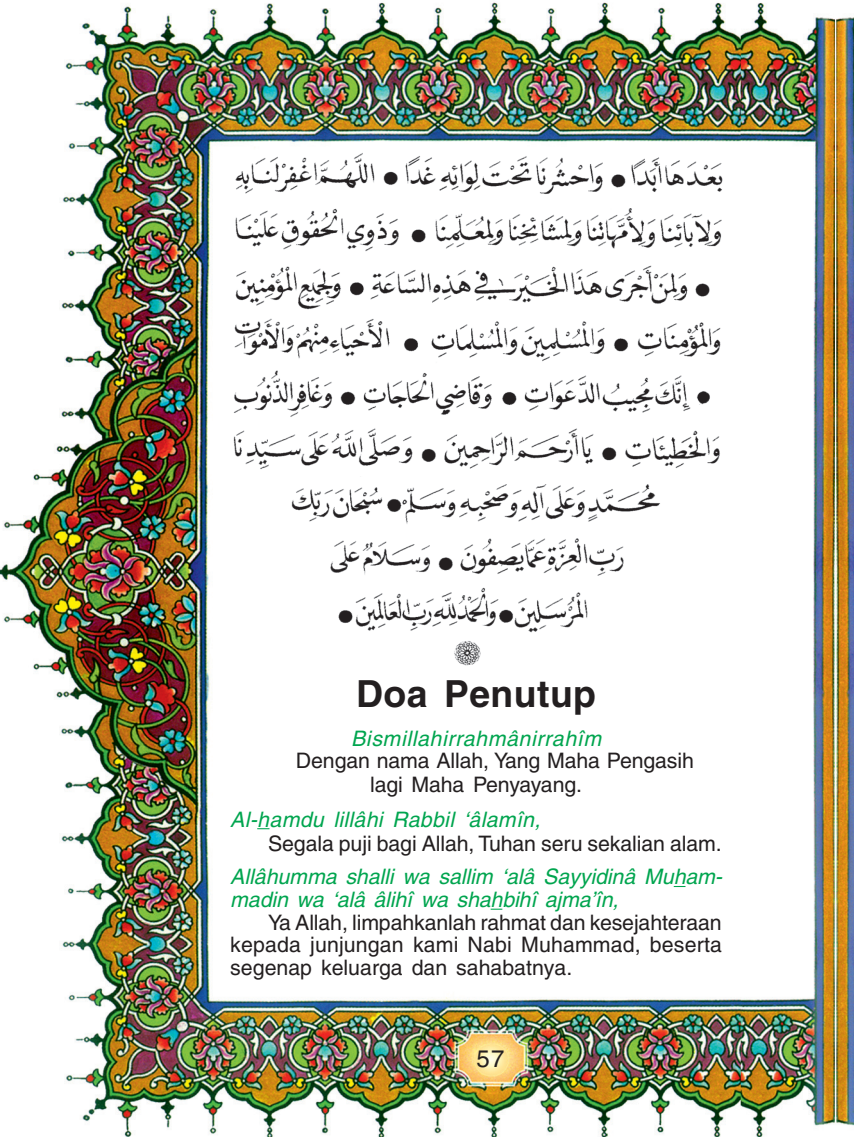 بَعْدَهَا أَبَدًا ● وَاحْشُرْنَا تَحْتَ لِوَائِهِ غَدًا ● اللَّهُمَّ اغْفِرْ لَنَا بِهِ
وَلِآبَائِنَا وَلِأُمَّهَاتِنَا وَلِمَشَائِخِنَا وَلِمُعَلِّمِنَا ● وَذَوِي الْحُقُوقِ عَلَيْنَا
● وَلِمَنْ أَجْرَى هَذَا الْخَيْرَ فِي هَذِهِ السَّاعَةِ ● وَلِجَمِيعِ الْمُؤْمِنِينَ
وَالْمُؤْمِنَاتِ ● وَالْمُسْلِمِينَ وَالْمُسْلِمَاتِ ● الْأَحْيَاءِ مِنْهُمْ وَالْأَمْوَاتِ
● إِنَّكَ مُجِيبُ الدَّعَوَاتِ ● وَقَاضِي الْحَاجَاتِ ● وَغَافِرِ الذُّنُوبِ
وَالْخَطِيئَاتِ ● يَا أَرْحَمَ الرَّاحِمِينَ ● وَصَلَّى اللَّهُ عَلَى سَيِّدِنَا
مُحَمَّدٍ وَعَلَى آلِهِ وَصَحْبِهِ وَسَلِّمْ ● سُبْحَانَ رَبِّكَ
رَبِّ الْعِزَّةِ عَمَّا يَصِفُونَ ● وَسَلَامٌ عَلَى
الْمُرْسَلِينَ ● وَالْحَمْدُ لِلَّهِ رَبِّ الْعَالَمِينَ ●
Doa Penutup
Bismillahirrahmânirrahîm
Dengan nama Allah, Yang Maha Pengasih
lagi Maha Penyayang.
Al-hamdu lillâhi Rabbil ‘âlamîn,
Segala puji bagi Allah, Tuhan seru sekalian alam.
Allâhumma shalli wa sallim ‘alâ Sayyidinâ Muham-
madin wa ‘alâ âlihî wa shahbihî ajma’în,
Ya Allah, limpahkanlah rahmat dan kesejahteraan
kepada junjungan kami Nabi Muhammad, beserta
segenap keluarga dan sahabatnya.
57